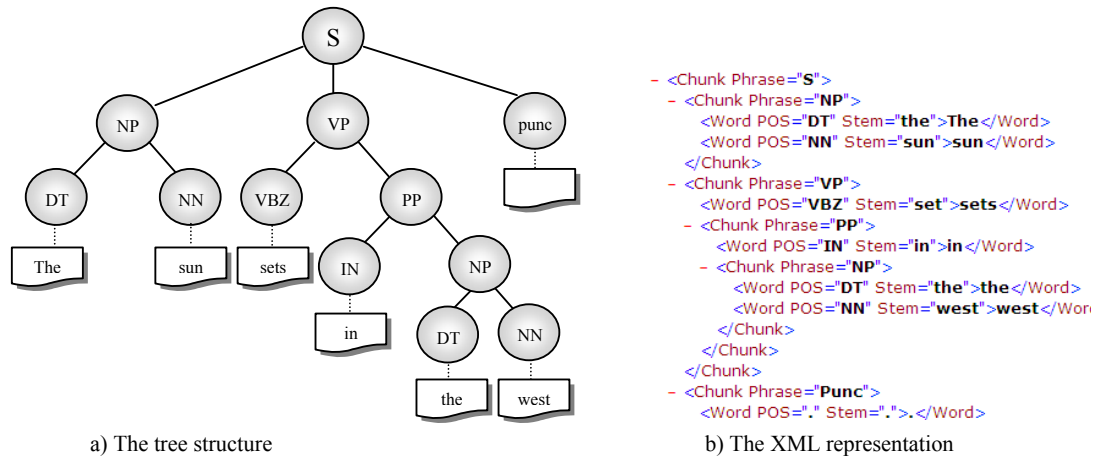 S
NP
VP
punc
DT
NN
VBZ
PP
The
sun
sets
IN
NP
in
DT
NN
the
west
a) The tree structure
- <Chunk Phrase="S">
- <Chunk Phrase="NP">
<Word POS="DT" Stem="the">The</Word>
<Word POS="NN" Stem="sun">sun</Word>
</Chunk>
- <Chunk Phrase="VP">
<Word POS="VBZ" Stem="set">sets</Word>
- <Chunk Phrase="PP">
<Word POS="IN" Stem="in">in</Word>
- <Chunk Phrase="NP">
<Word POS="DT" Stem="the">the</Word>
<Word POS="NN" Stem="west">west</Wor
</Chunk>
</Chunk>
</Chunk>
- <Chunk Phrase="Punc">
<Word POS="." Stem=".">.</Word>
b) The XML representation